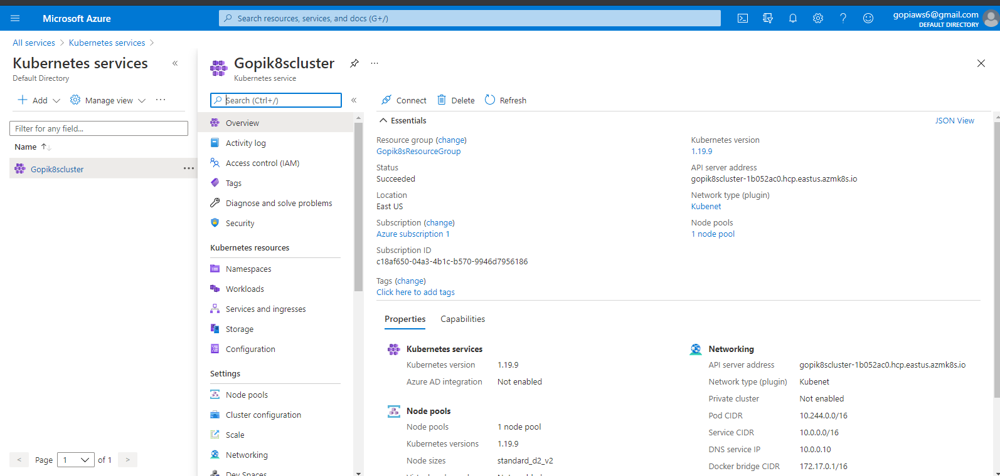 Microsoft Azure
Search resources, services, and docs (G+/)
gopiaws6@gmail.com
DEFAULT DIRECTORY
All services > Kubernetes services >
Kubernetes services «
Default Directory
+ Add
Manage view
...
Filter for any field...
Name ↑↓
Gopik8scluster ...
< Page 1 of 1 >
Gopik8scluster ...
Kubernetes service
Search (Ctrl+/) «
Overview
Activity log
Access control (IAM)
Tags
Diagnose and solve problems
Security
Kubernetes resources
Namespaces
Workloads
Services and ingresses
Storage
Configuration
Settings
Node pools
Cluster configuration
Scale
Networking
Dev Spaces
Connect
Delete
Refresh
Essentials
JSON View
Resource group (change)
Gopik8sResourceGroup
Status
Succeeded
Location
East US
Subscription (change)
Azure subscription 1
Subscription ID
c18af650-04a3-4b1c-b570-9946d7956186
Tags (change)
Click here to add tags
Kubernetes version
1.19.9
API server address
gopik8scluster-1b052ac0.hcp.eastus.azmk8s.io
Network type (plugin)
Kubenet
Node pools
1 node pool
Properties
Capabilities
Kubernetes services
Kubernetes version 1.19.9
Azure AD integration Not enabled
Node pools
Node pools 1 node pool
Kubernetes versions 1.19.9
Node sizes standard_d2_v2
Networking
API server address gopik8scluster-1b052ac0.hcp.eastus.azmk8s.io
Network type (plugin) Kubenet
Private cluster Not enabled
Pod CIDR 10.244.0.0/16
Service CIDR 10.0.0.0/16
DNS service IP 10.0.0.10
Docker bridge CIDR 172.17.0.1/16